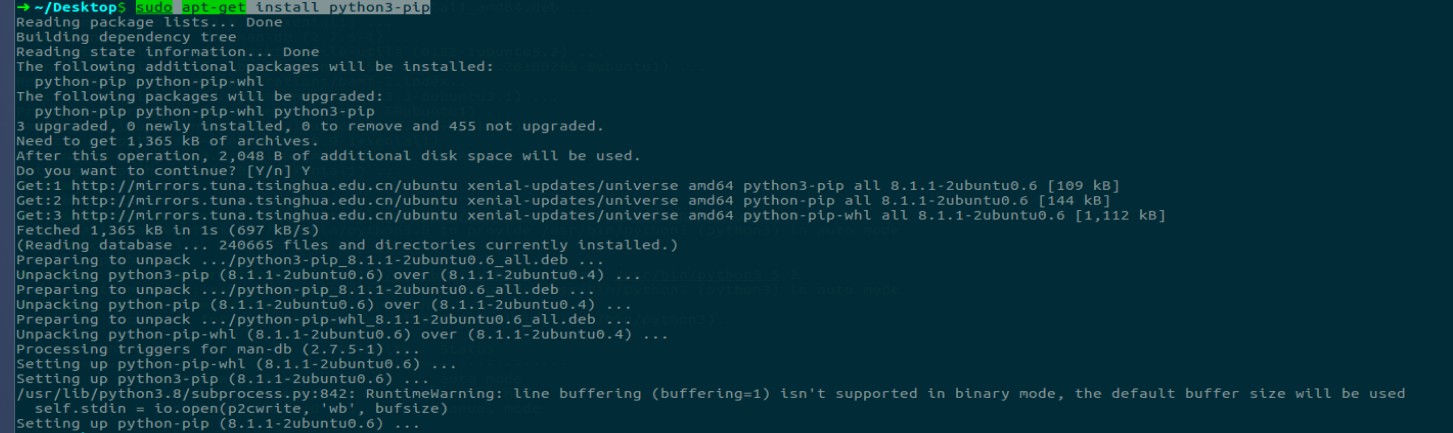 ➜ ~/Desktop$ sudo apt-get install python3-pip
Reading package lists... Done
Building dependency tree
Reading state information... Done
The following additional packages will be installed:
  python-pip python-pip-whl
The following packages will be upgraded:
  python-pip python-pip-whl python3-pip
3 upgraded, 0 newly installed, 0 to remove and 455 not upgraded.
Need to get 1,365 kB of archives.
After this operation, 2,048 B of additional disk space will be used.
Do you want to continue? [Y/n] Y
Get:1 http://mirrors.tuna.tsinghua.edu.cn/ubuntu xenial-updates/universe amd64 python3-pip all 8.1.1-2ubuntu0.6 [109 kB]
Get:2 http://mirrors.tuna.tsinghua.edu.cn/ubuntu xenial-updates/universe amd64 python-pip all 8.1.1-2ubuntu0.6 [144 kB]
Get:3 http://mirrors.tuna.tsinghua.edu.cn/ubuntu xenial-updates/universe amd64 python-pip-whl all 8.1.1-2ubuntu0.6 [1,112 kB]
Fetched 1,365 kB in 1s (697 kB/s)
(Reading database ... 240665 files and directories currently installed.)
Preparing to unpack .../python3-pip_8.1.1-2ubuntu0.6_all.deb ...
Unpacking python3-pip (8.1.1-2ubuntu0.6) over (8.1.1-2ubuntu0.4) ...
Preparing to unpack .../python-pip_8.1.1-2ubuntu0.6_all.deb ...
Unpacking python-pip (8.1.1-2ubuntu0.6) over (8.1.1-2ubuntu0.4) ...
Preparing to unpack .../python-pip-whl_8.1.1-2ubuntu0.6_all.deb ...
Unpacking python-pip-whl (8.1.1-2ubuntu0.6) over (8.1.1-2ubuntu0.4) ...
Processing triggers for man-db (2.7.5-1) ...
Setting up python-pip-whl (8.1.1-2ubuntu0.6) ...
Setting up python3-pip (8.1.1-2ubuntu0.6) ...
/usr/lib/python3.8/subprocess.py:842: RuntimeWarning: line buffering (buffering=1) isn't supported in binary mode, the default buffer size will be used
  self.stdin = io.open(p2cwrite, 'wb', bufsize)
Setting up python-pip (8.1.1-2ubuntu0.6) ...